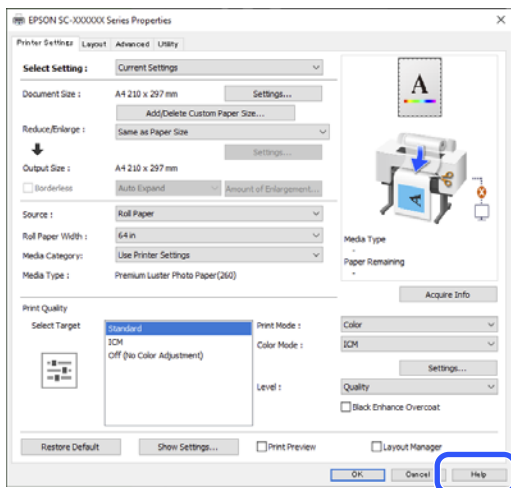 EPSON SC-XXXXXX Series Properties
Printer Settings Layout Advanced Utility
Select Setting : Current Settings
Document Size : A4 210 x 297 mm Settings...
Add/Delete Custom Paper Size...
Reduce/Enlarge : Same as Paper Size
Settings...
Output Size : A4 210 x 297 mm
Borderless Auto Expand Amount of Enlargement...
Source : Roll Paper
Roll Paper Width : 64 in
Media Category: Use Printer Settings
Media Type : Premium Luster Photo Paper(260)
A
A
Media Type
-
Paper Remaining
-
Acquire Info
Print Quality
Select Target
Standard
ICM
Off (No Color Adjustment)
Print Mode : Color
Color Mode : ICM
Settings...
Level : Quality
Black Enhance Overcoat
Restore Default Show Settings... Print Preview Layout Manager
OK Cancel Help